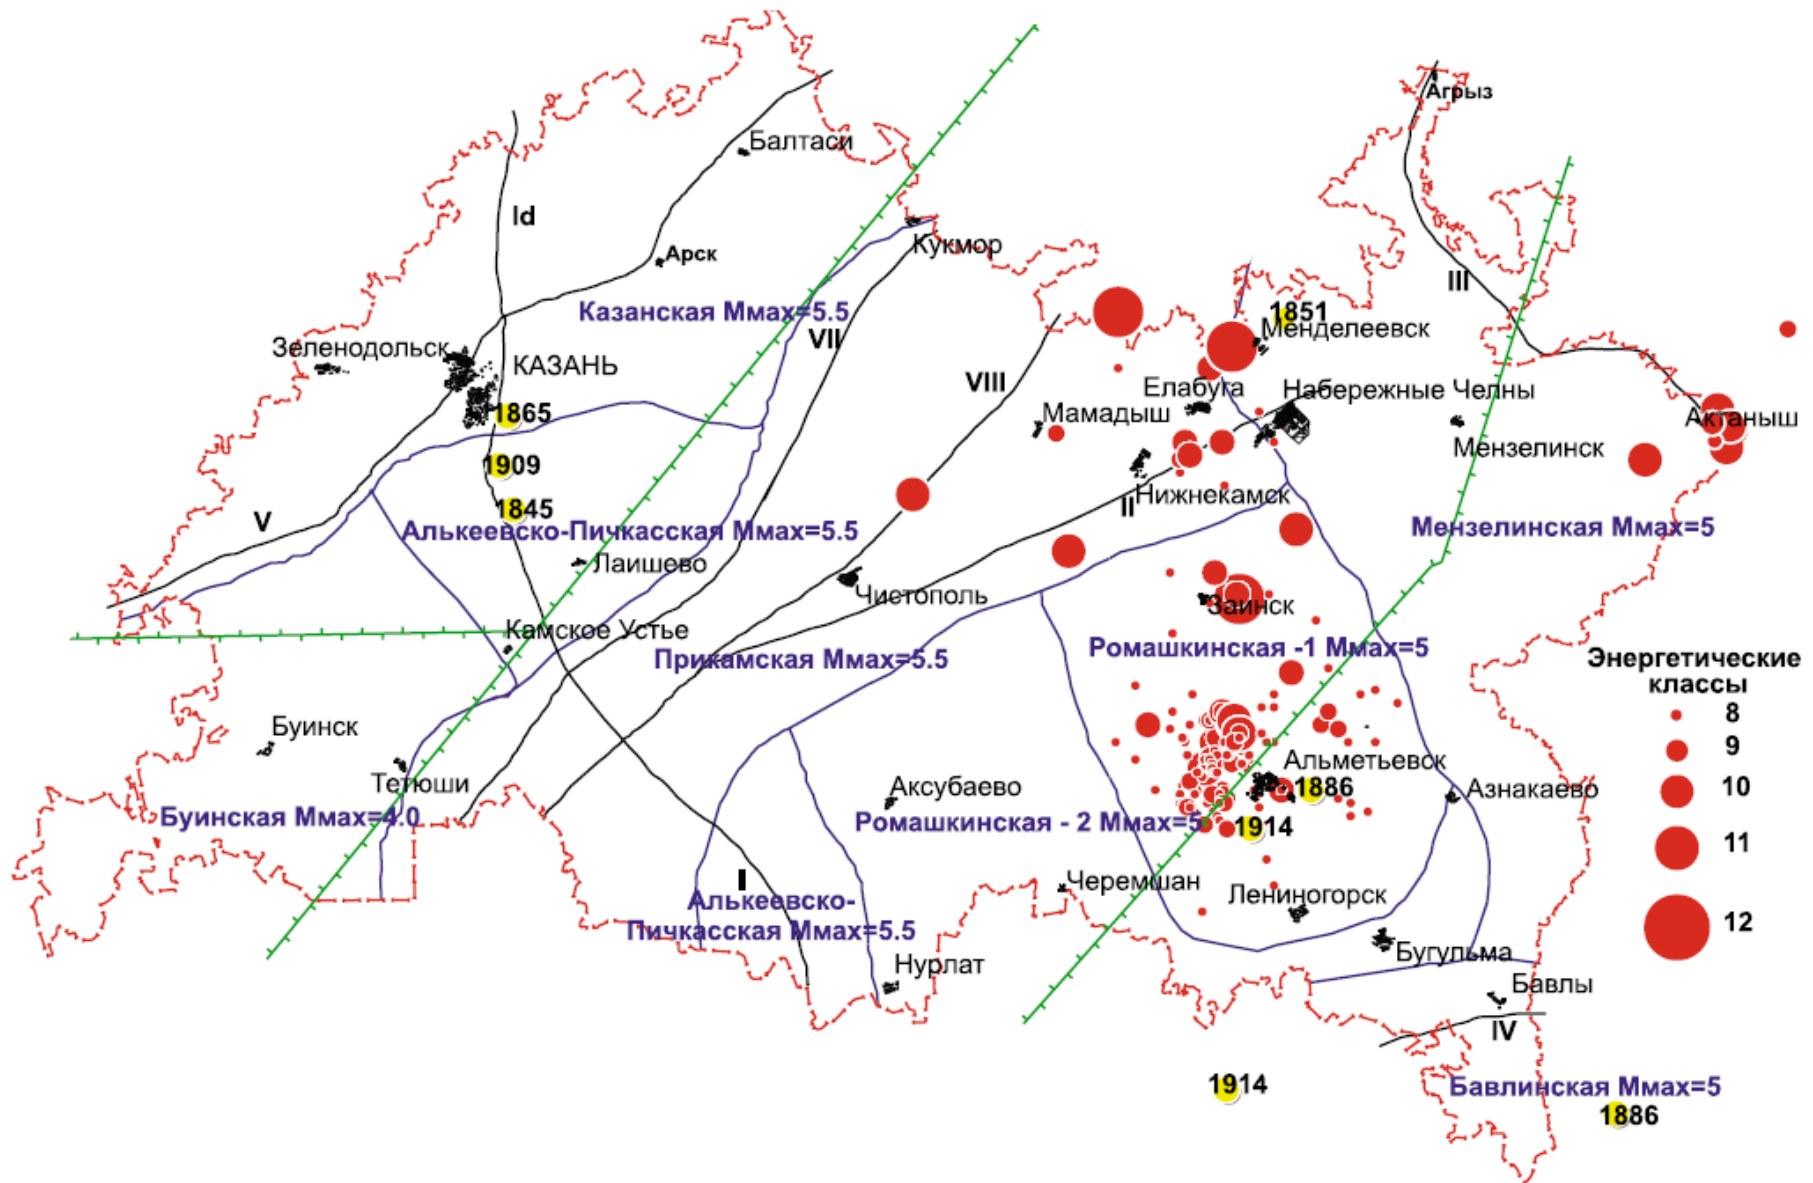 Агрыз
Балтаси
Id
Арск
Кукмор
III
Казанская Ммах=5.5
1851
Менделеевск
VII
Зеленодольск
КАЗАНЬ
VIII
Елабуга
Набережные Челны
1865
Мамадыш
Актаныш
Мензелинск
1909
Нижнекамск
II
1845
V
Алькеевско-Пичкасская Ммах=5.5
Мензелинская Ммах=5
Лаишево
Чистополь
Заинск
Камское Устье
Прикамская Ммах=5.5
Ромашкинская -1 Ммах=5
Энергетические
классы
8
9
10
11
12
Буинск
Тетюши
Аксубаево
Альметьевск
1886
Азнакаево
Буинская Ммах=4.0
Ромашкинская - 2 Ммах=5
1914
I
Черемшан
Лениногорск
Алькеевско-
Пичкасская Ммах=5.5
Бугульма
Нурлат
Бавлы
IV
1914
Бавлинская Ммах=5
1886